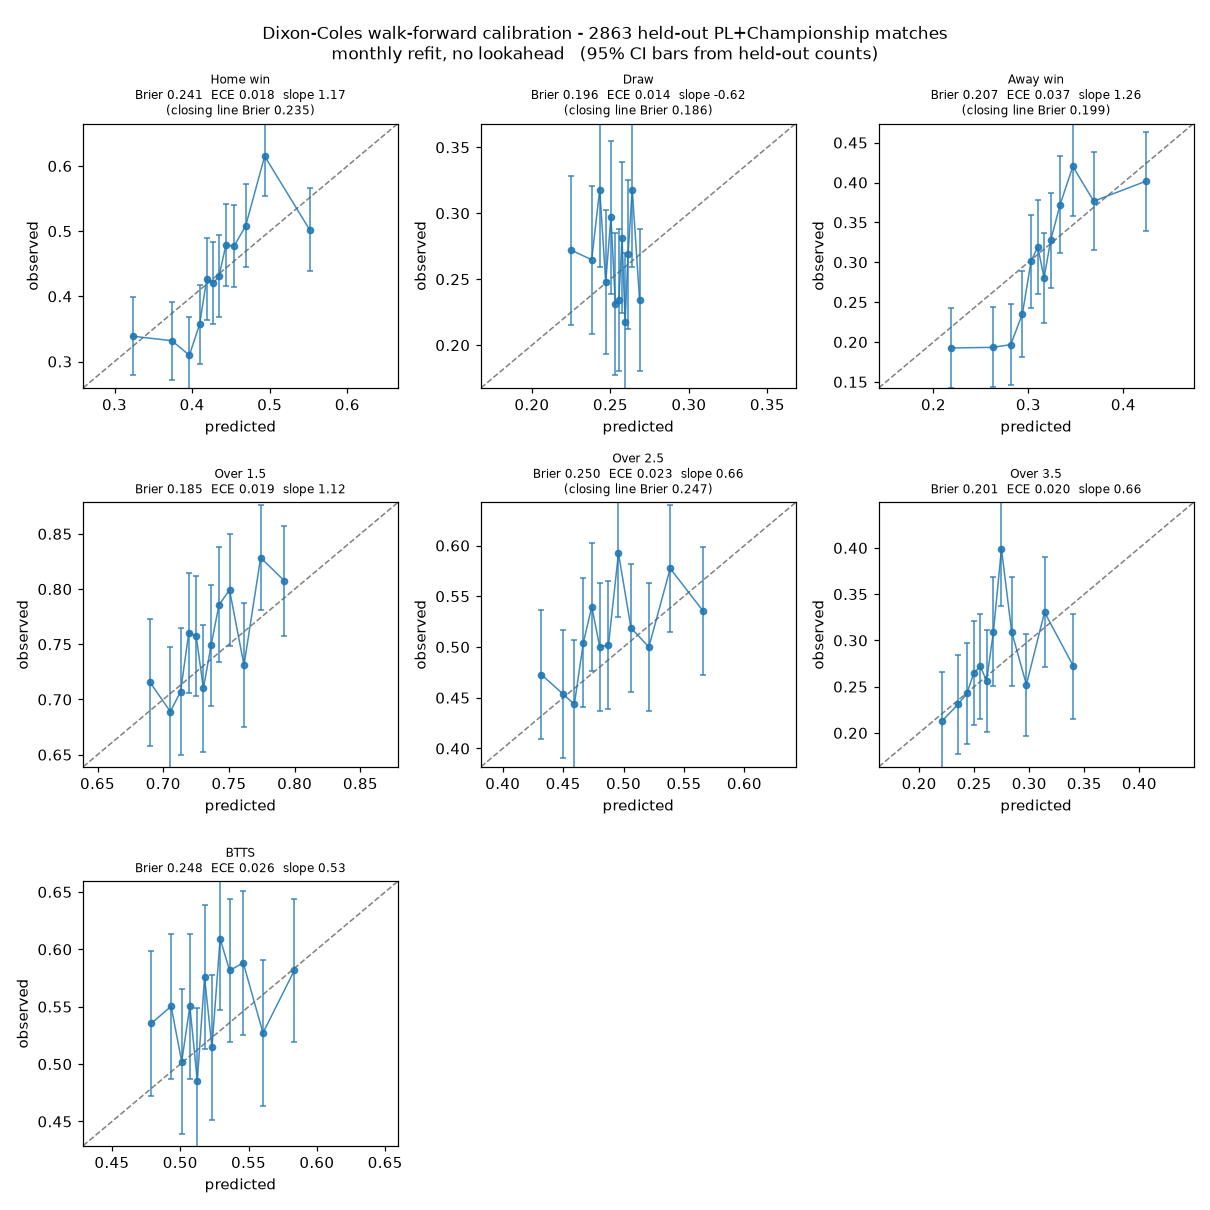 Dixon-Coles walk-forward calibration - 2863 held-out PL+Championship matches
monthly refit, no lookahead   (95% CI bars from held-out counts)
Home win
Brier 0.241  ECE 0.018  slope 1.17
(closing line Brier 0.235)
0.6
0.5
0.4
0.3
observed
0.3 0.4 0.5 0.6
predicted
Draw
Brier 0.196  ECE 0.014  slope -0.62
(closing line Brier 0.186)
0.35
0.30
0.25
0.20
observed
0.20 0.25 0.30 0.35
predicted
Away win
Brier 0.207  ECE 0.037  slope 1.26
(closing line Brier 0.199)
0.45
0.40
0.35
0.30
0.25
0.20
0.15
observed
0.2 0.3 0.4
predicted
Over 1.5
Brier 0.185  ECE 0.019  slope 1.12
0.85
0.80
0.75
0.70
0.65
observed
0.65 0.70 0.75 0.80 0.85
predicted
Over 2.5
Brier 0.250  ECE 0.023  slope 0.66
(closing line Brier 0.247)
0.60
0.55
0.50
0.45
0.40
observed
0.40 0.45 0.50 0.55 0.60
predicted
Over 3.5
Brier 0.201  ECE 0.020  slope 0.66
0.40
0.35
0.30
0.25
0.20
observed
0.20 0.25 0.30 0.35 0.40
predicted
BTTS
Brier 0.248  ECE 0.026  slope 0.53
0.65
0.60
0.55
0.50
0.45
observed
0.45 0.50 0.55 0.60 0.65
predicted